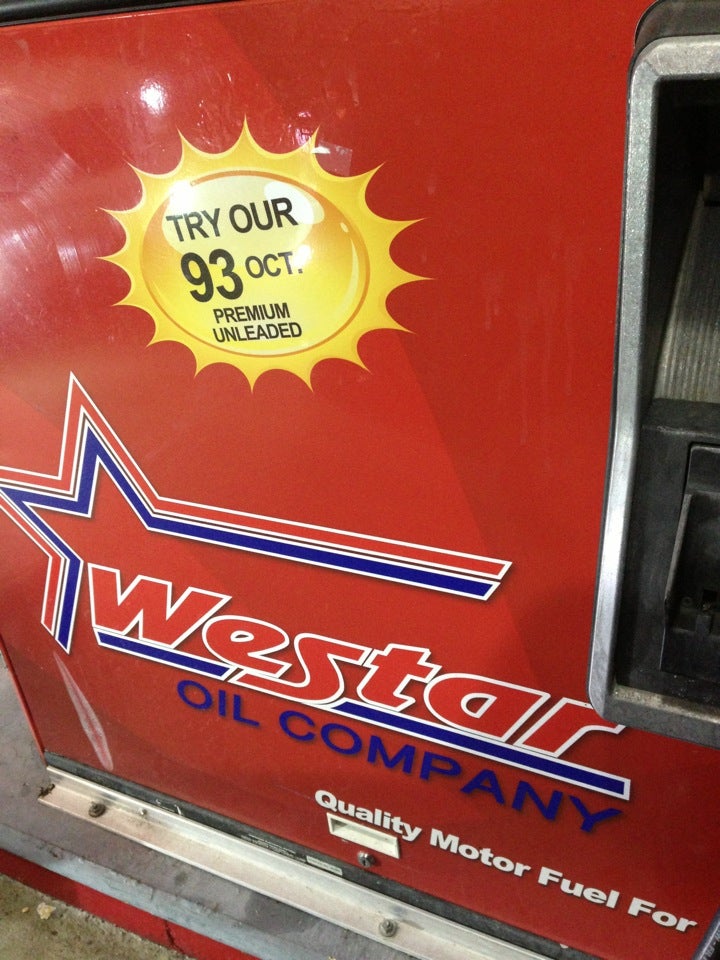 TRY OUR
93 OCT.
PREMIUM
UNLEADED
WeStar
OIL COMPANY
Quality Motor Fuel For